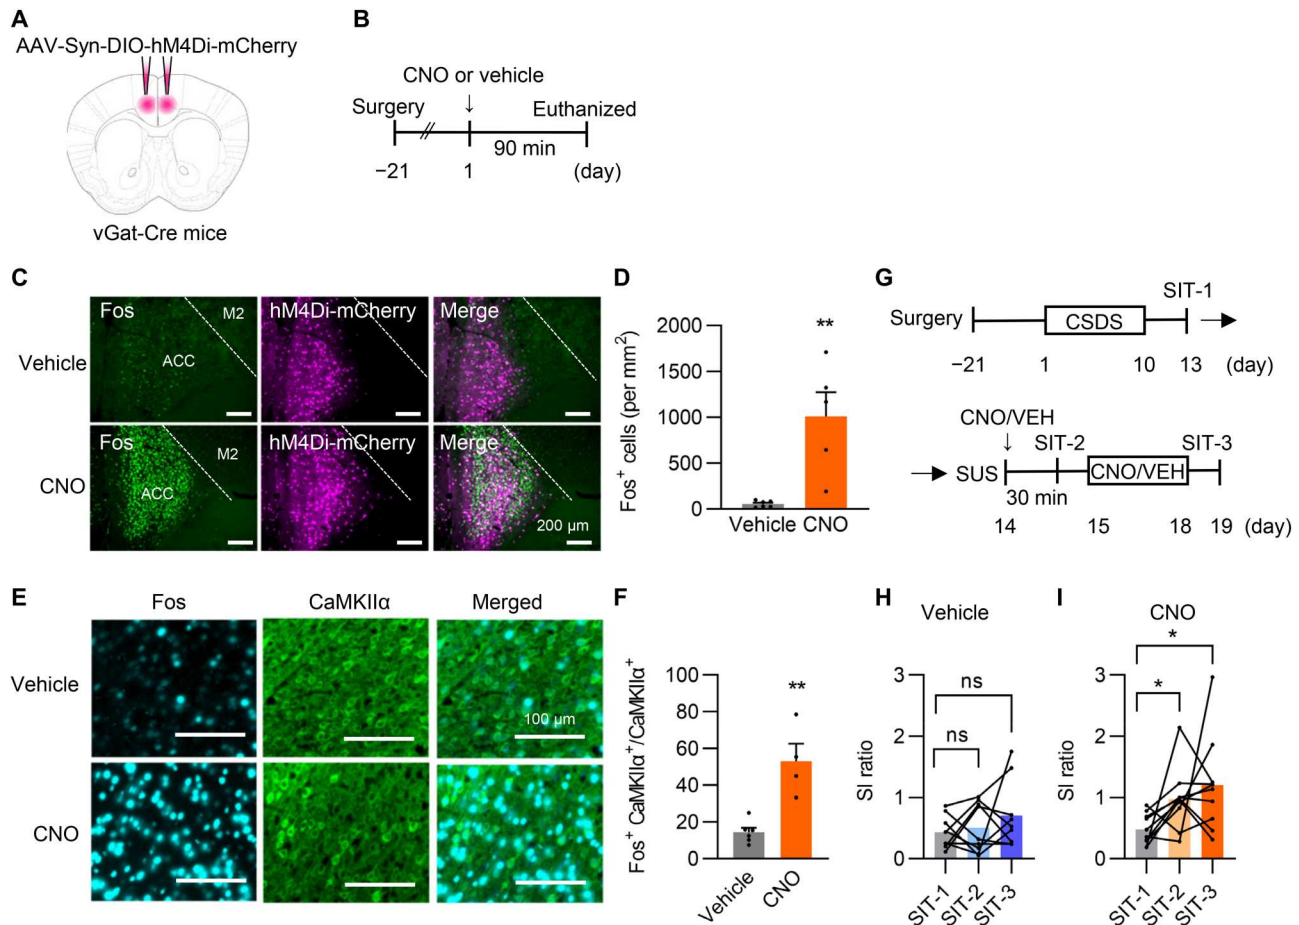 A
AAV-Syn-DIO-hM4Di-mCherry
vGat-Cre mice
B
CNO or vehicle
↓
Surgery
Euthanized
90 min
−21
1
(day)
C
Fos
M2
ACC
hM4Di-mCherry
Merge
Vehicle
Fos
M2
ACC
hM4Di-mCherry
Merge
200 µm
CNO
D
Fos⁺ cells (per mm²)
2000
1500
1000
500
0
**
Vehicle
CNO
G
SIT-1
Surgery
CSDS
−21
1
10
13
(day)
CNO/VEH
↓
SIT-2
SIT-3
SUS
CNO/VEH
30 min
14
15
18
19
(day)
E
Fos
CaMKIIα
Merged
Vehicle
100 µm
CNO
F
Fos⁺ CaMKIIα⁺/CaMKIIα⁺
100
80
60
40
20
0
**
Vehicle
CNO
H
Vehicle
SI ratio
3
2
1
0
ns
ns
SIT-1
SIT-2
SIT-3
I
CNO
SI ratio
3
2
1
0
*
*
SIT-1
SIT-2
SIT-3